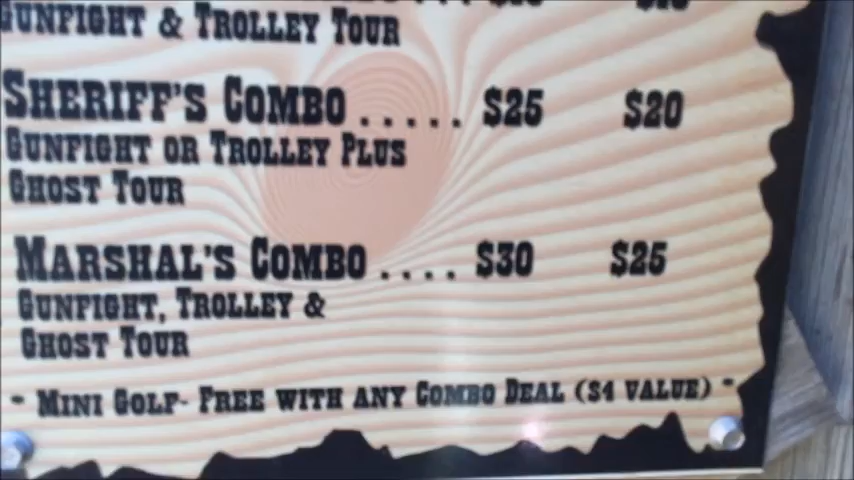 GUNFIGHT & TROLLEY TOUR
SHERIFF'S COMBO ..... $25 $20
GUNFIGHT OR TROLLEY PLUS
GHOST TOUR
MARSHAL'S COMBO .... $30 $25
GUNFIGHT, TROLLEY &
GHOST TOUR
- MINI GOLF- FREE WITH ANY COMBO DEAL ($4 VALUE) -